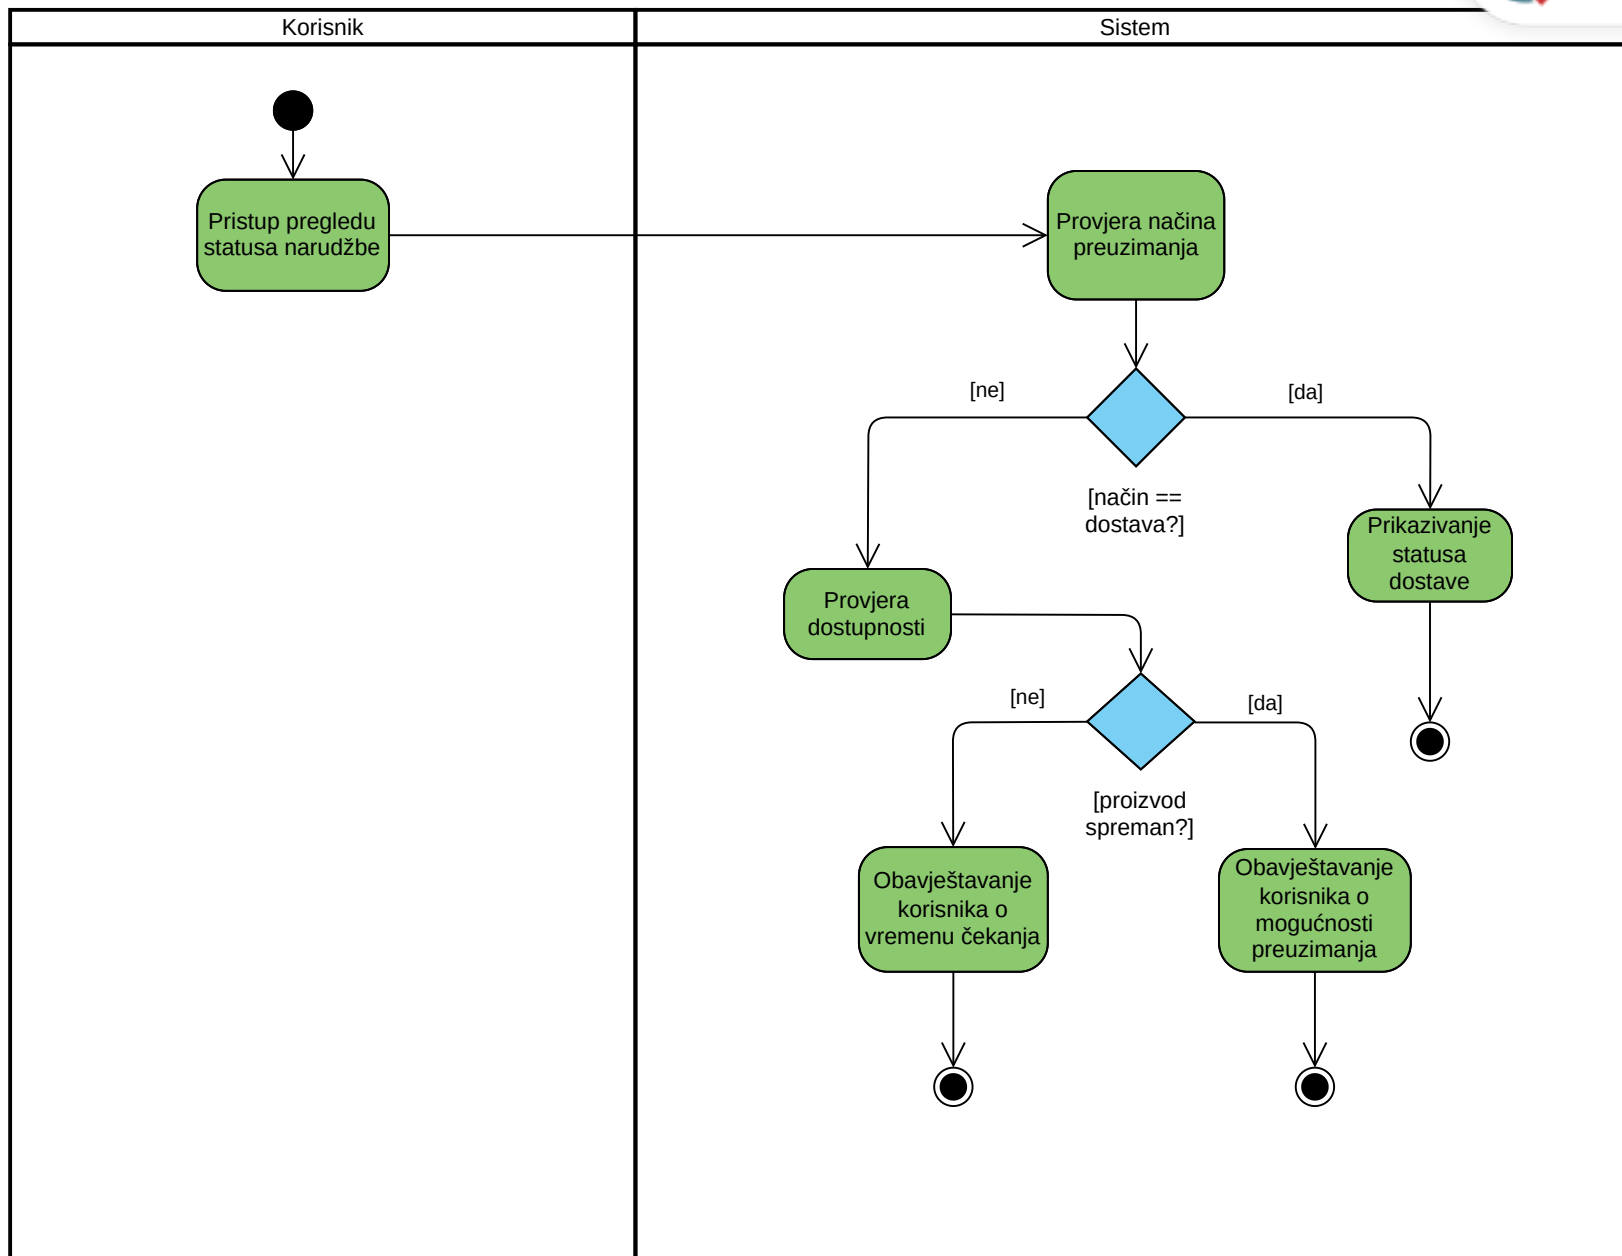 Korisnik
Sistem
Pristup pregledu
statusa narudžbe
Provjera načina
preuzimanja
[ne]
[da]
[način ==
dostava?]
Prikazivanje
statusa
dostave
Provjera
dostupnosti
[ne]
[da]
[proizvod
spreman?]
Obavještavanje
korisnika o
vremenu čekanja
Obavještavanje
korisnika o
mogućnosti
preuzimanja